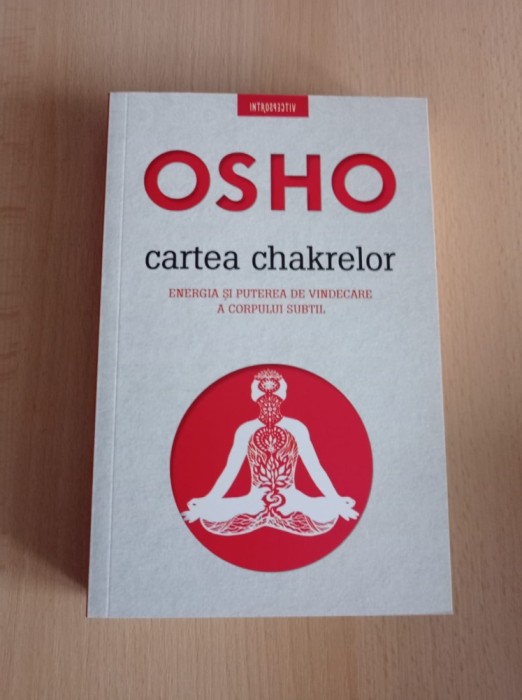 INTROSPECTIV
OSHO
cartea chakrelor
ENERGIA ȘI PUTEREA DE VINDECARE
A CORPULUI SUBTIL